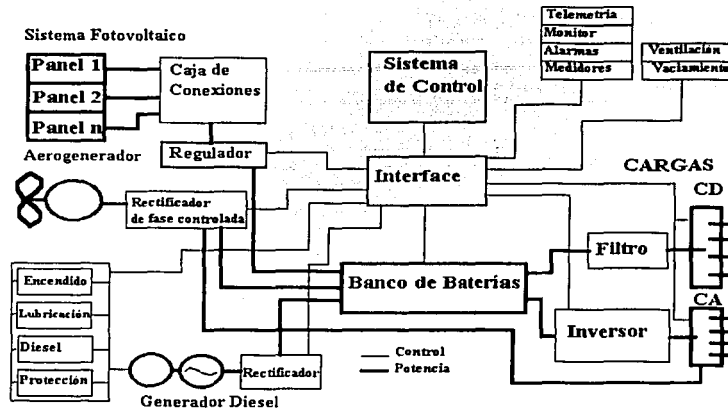 Sistema Fotovoltaico
Panel 1
Panel 2
Panel n
Caja de
Conexiones
Regulador
Aerogenerador
Rectificador
de fase controlada
Sistema
de Control
Telemetría
Monitor
Alarmas
Medidores
Ventilación
Vaciamiento
Interface
CARGAS
CD
Filtro
Banco de Baterías
CA
Inversor
Encendido
Lubricación
Diesel
Protección
Rectificador
Generador Diesel
Control
Potencia